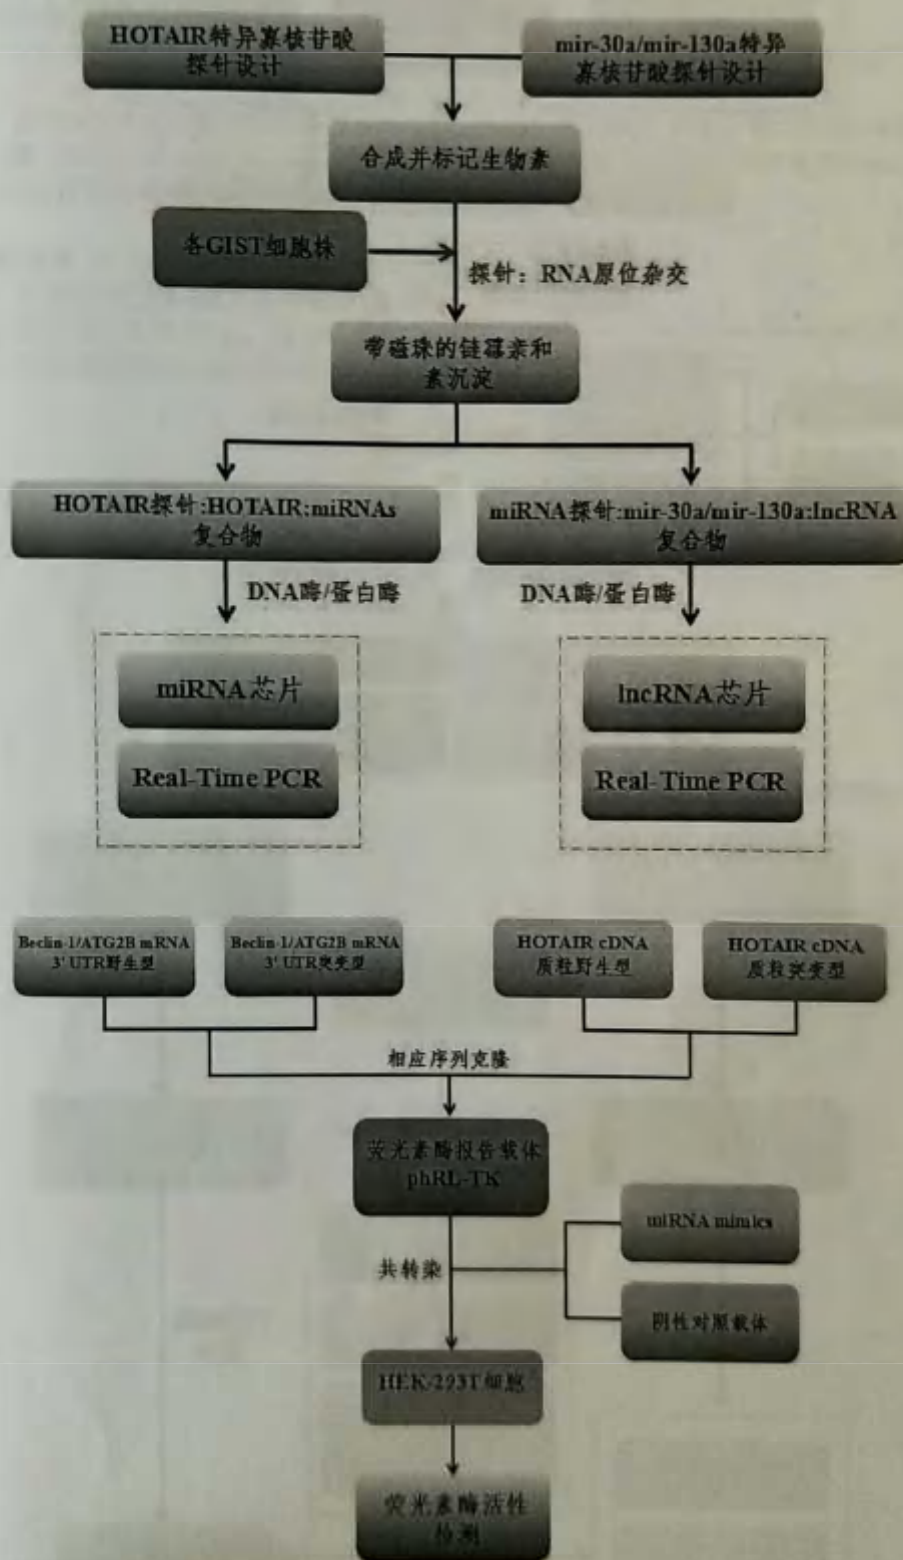 HOTAIR特异寡核苷酸
探针设计
mir-30a/mir-130a特异
寡核苷酸探针设计
合成并标记生物素
各GIST细胞株
探针：RNA原位杂交
带磁珠的链霉亲和
素沉淀
HOTAIR探针:HOTAIR:miRNAs
复合物
miRNA探针:mir-30a/mir-130a:lncRNA
复合物
DNA酶/蛋白酶
DNA酶/蛋白酶
miRNA芯片
lncRNA芯片
Real-Time PCR
Real-Time PCR
Beclin-1/ATG2B mRNA
3' UTR野生型
Beclin-1/ATG2B mRNA
3' UTR突变型
HOTAIR cDNA
质粒野生型
HOTAIR cDNA
质粒突变型
相应序列克隆
荧光素酶报告载体
phRL-TK
miRNA mimics
共转染
阴性对照载体
HEK-293T细胞
荧光素酶活性
检测